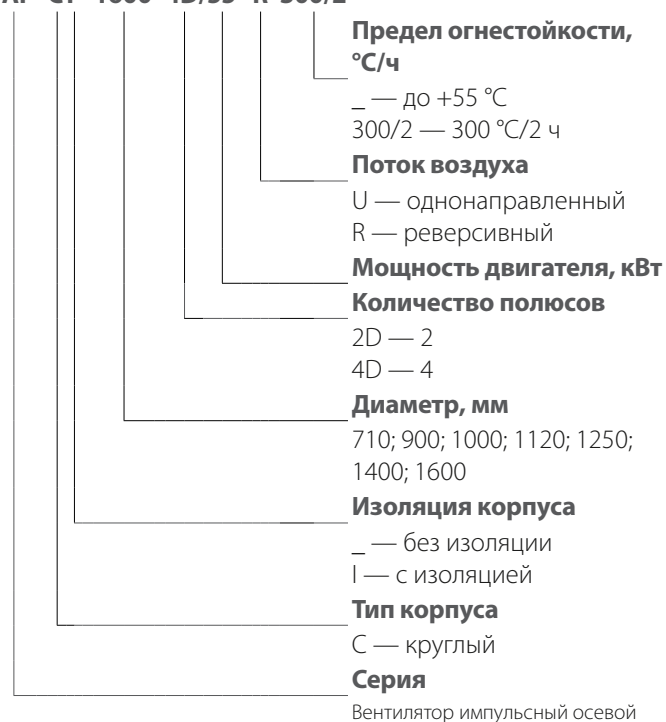 Предел огнестойкости,
°C/ч
_ — до +55 °C
300/2 — 300 °C/2 ч
Поток воздуха
U — однонаправленный
R — реверсивный
Мощность двигателя, кВт
Количество полюсов
2D — 2
4D — 4
Диаметр, мм
710; 900; 1000; 1120; 1250;
1400; 1600
Изоляция корпуса
_ — без изоляции
I — с изоляцией
Тип корпуса
C — круглый
Серия
Вентилятор импульсный осевой